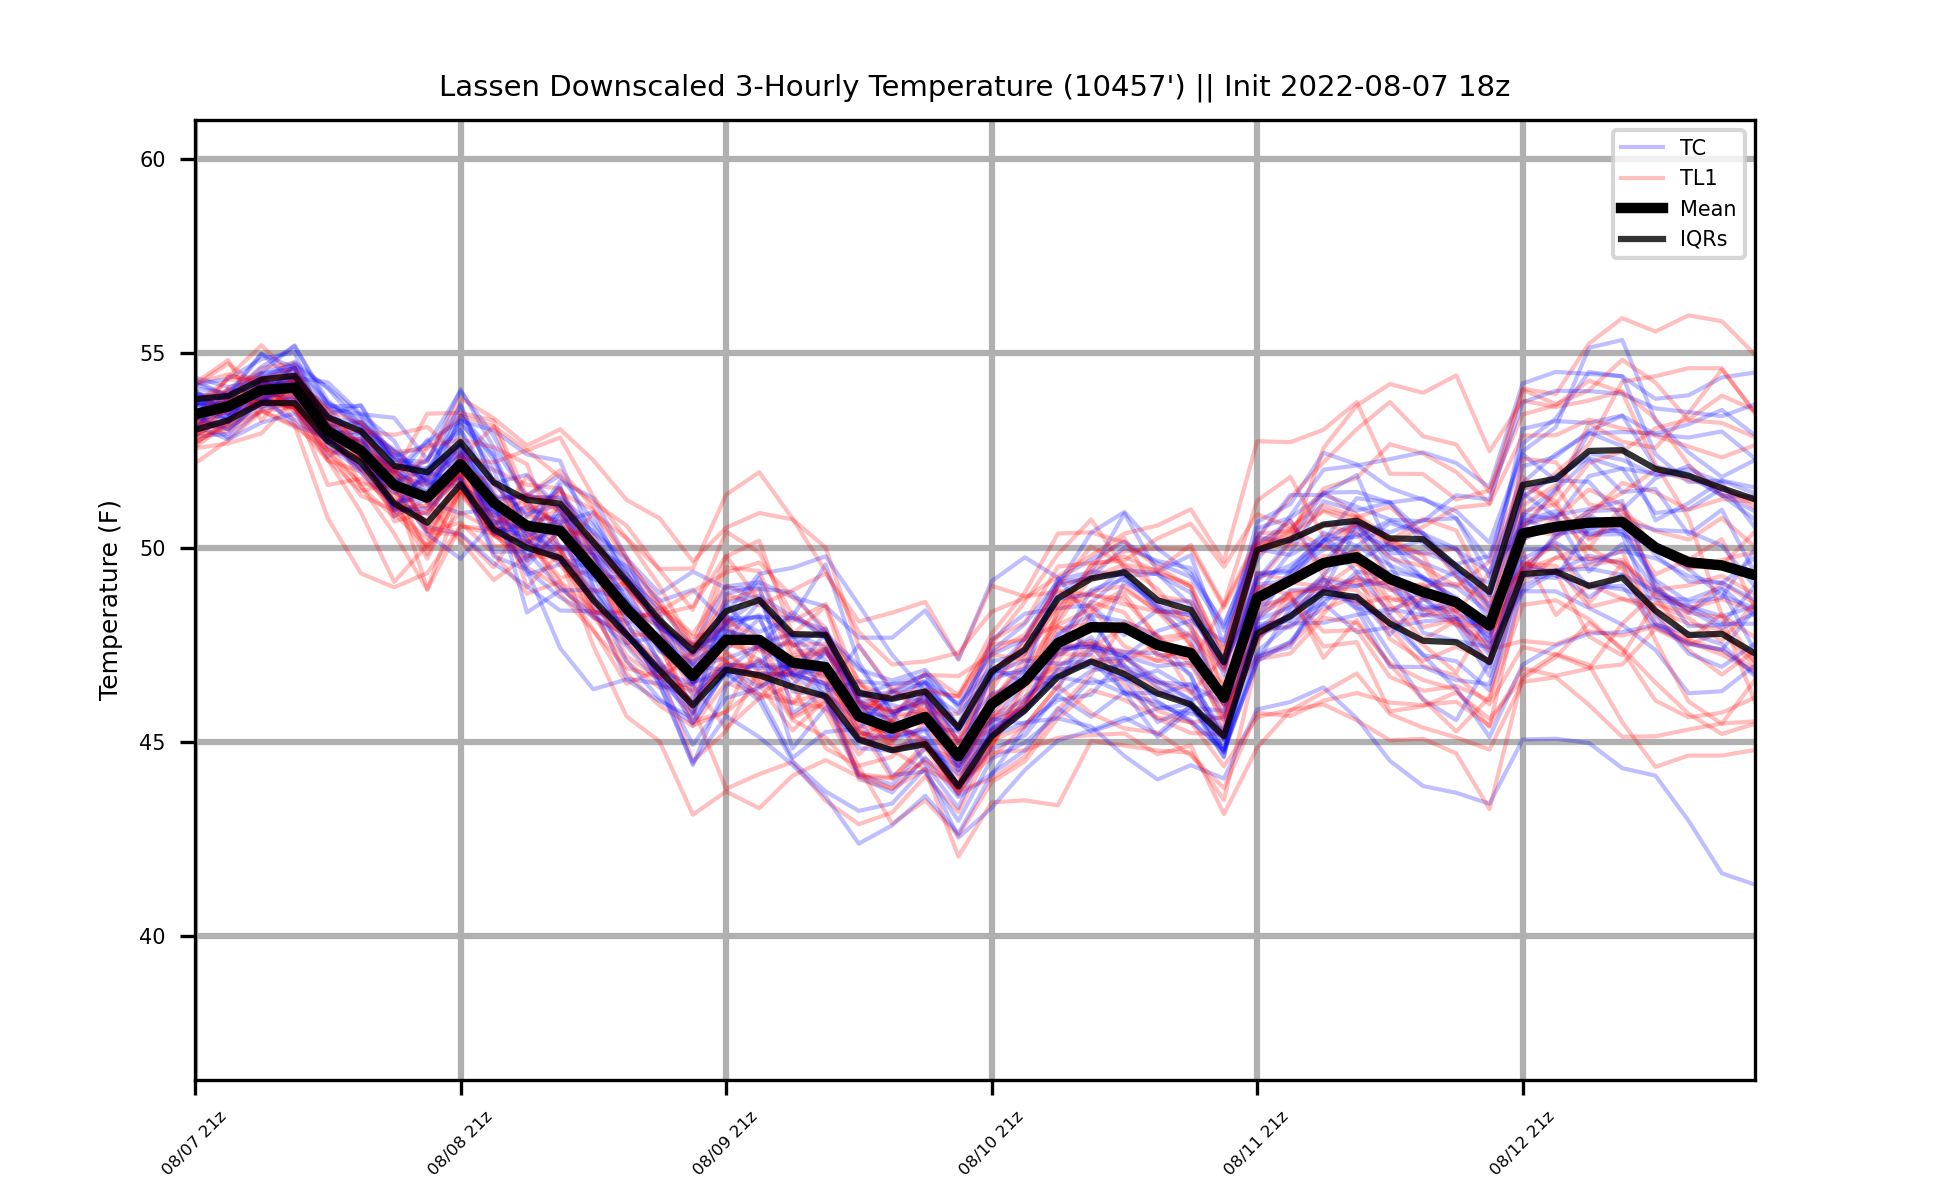 Lassen Downscaled 3-Hourly Temperature (10457') || Init 2022-08-07 18z
TC
TL1
Mean
IQRs
Temperature (F)
60
55
50
45
40
08/07 21z
08/08 21z
08/09 21z
08/10 21z
08/11 21z
08/12 21z